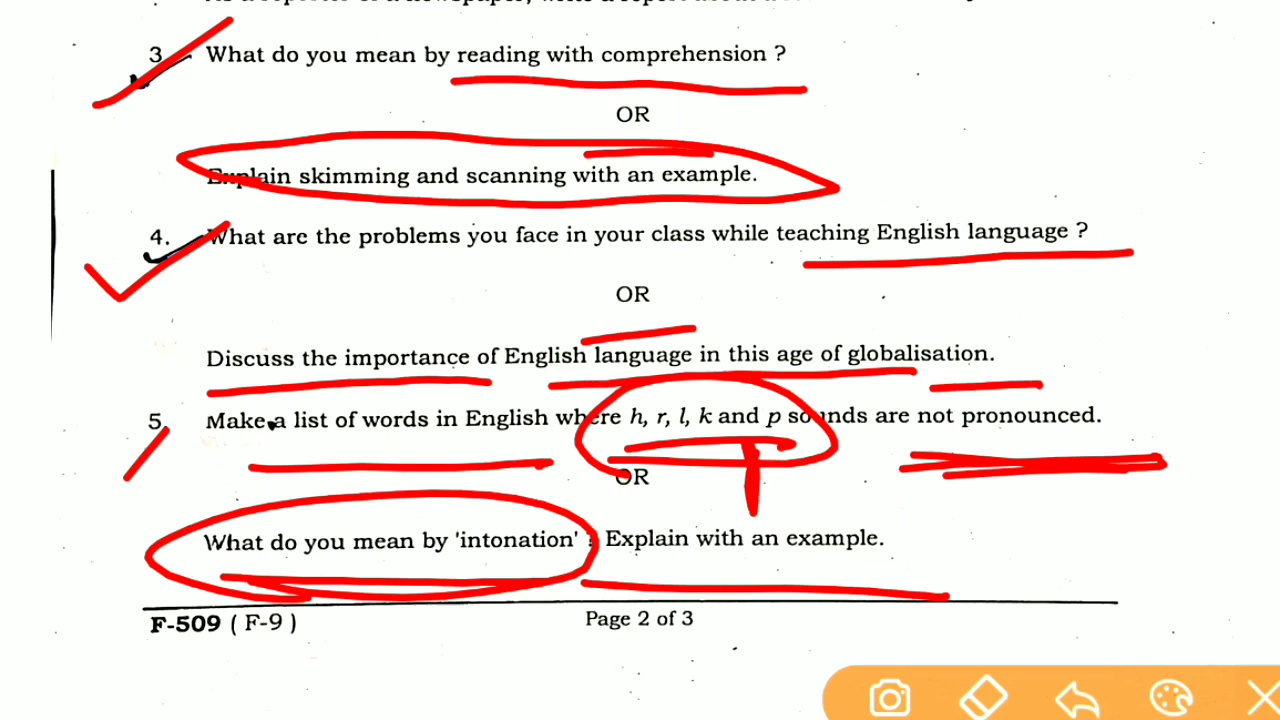 3. What do you mean by reading with comprehension ?
OR
Explain skimming and scanning with an example.
4. What are the problems you face in your class while teaching English language ?
OR
Discuss the importance of English language in this age of globalisation.
5. Make a list of words in English where h, r, l, k and p sounds are not pronounced.
OR
What do you mean by 'intonation' ? Explain with an example.
F-509 ( F-9 )
Page 2 of 3